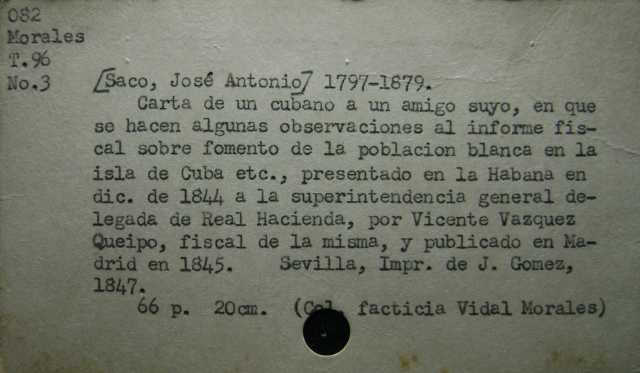 082
Morales
T.96
No.3 [Saco, José Antonio] 1797-1879.
Carta de un cubano a un amigo suyo, en que
se hacen algunas observaciones al informe fis-
cal sobre fomento de la poblacion blanca en la
isla de Cuba etc., presentado en la Habana en
dic. de 1844 a la superintendencia general de-
legada de Real Hacienda, por Vicente Vazquez
Queipo, fiscal de la misma, y publicado en Ma-
drid en 1845. Sevilla, Impr. de J. Gomez,
1847.
66 p. 20cm. (Col. facticia Vidal Morales)